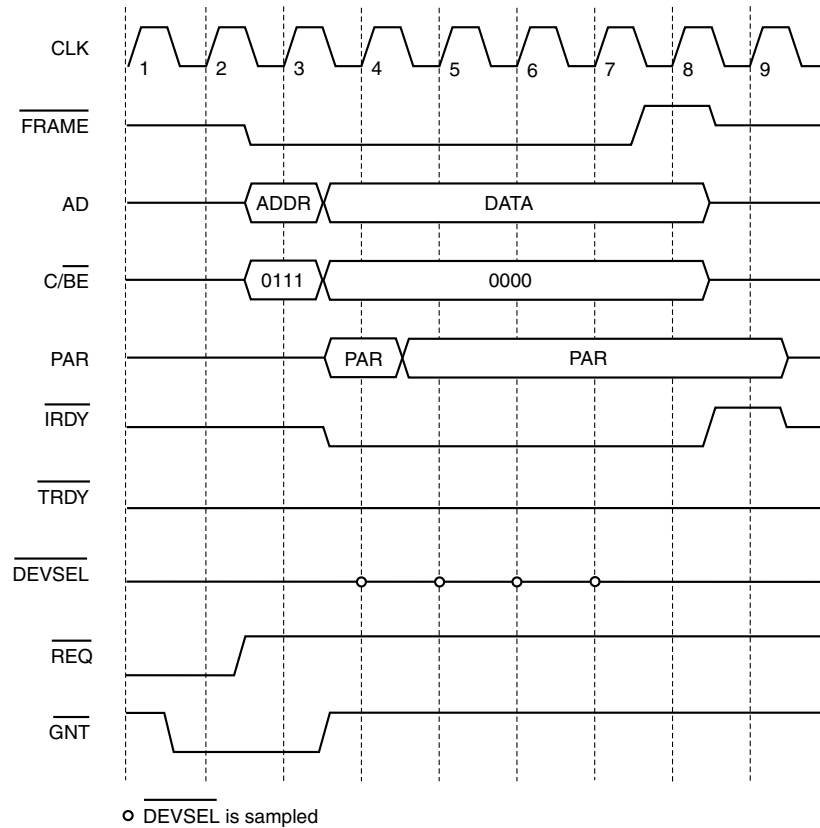 CLK
1 2 3 4 5 6 7 8 9
FRAME
AD
ADDR DATA
C/BE
0111 0000
PAR
PAR PAR
IRDY
TRDY
DEVSEL
REQ
GNT
DEVSEL is sampled